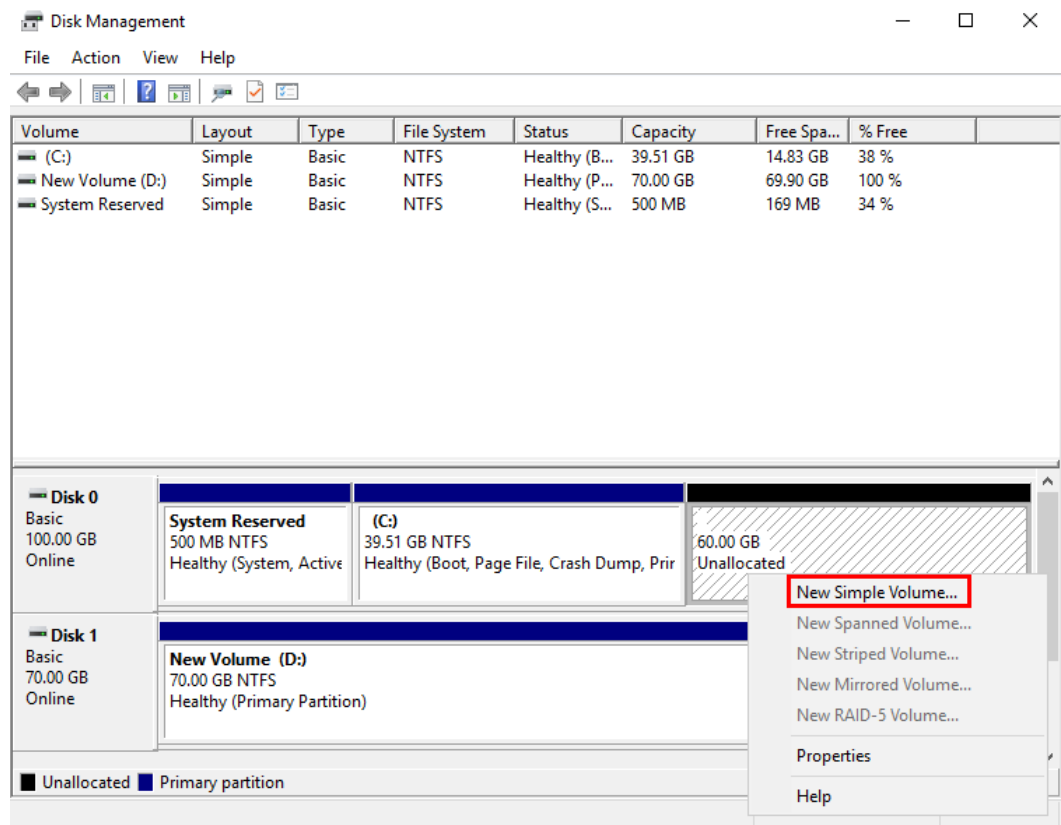 Disk Management
File Action View Help
Volume Layout Type File System Status Capacity Free Spa... % Free
(C:) Simple Basic NTFS Healthy (B... 39.51 GB 14.83 GB 38 %
New Volume (D:) Simple Basic NTFS Healthy (P... 70.00 GB 69.90 GB 100 %
System Reserved Simple Basic NTFS Healthy (S... 500 MB 169 MB 34 %
Disk 0
Basic
100.00 GB
Online
System Reserved
500 MB NTFS
Healthy (System, Active
(C:)
39.51 GB NTFS
Healthy (Boot, Page File, Crash Dump, Prir
60.00 GB
Unallocated
New Simple Volume...
New Spanned Volume...
New Striped Volume...
New Mirrored Volume...
New RAID-5 Volume...
Properties
Help
Disk 1
Basic
70.00 GB
Online
New Volume (D:)
70.00 GB NTFS
Healthy (Primary Partition)
Unallocated Primary partition